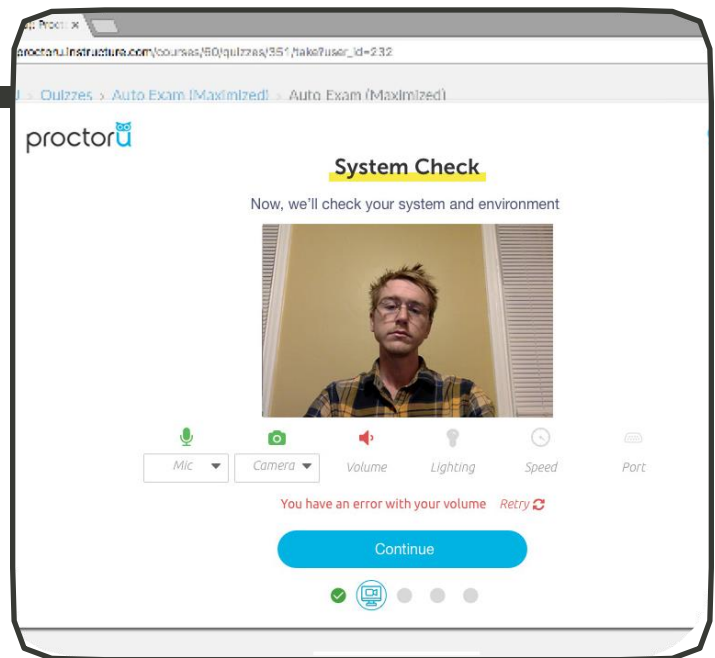 proctoru.instructure.com/courses/60/quizzes/351/take?user_id=232
Quizzes > Auto Exam (Maximized) > Auto Exam (Maximized)
proctorü
System Check
Now, we'll check your system and environment
Mic
Camera
Volume
Lighting
Speed
Port
You have an error with your volume Retry
Continue